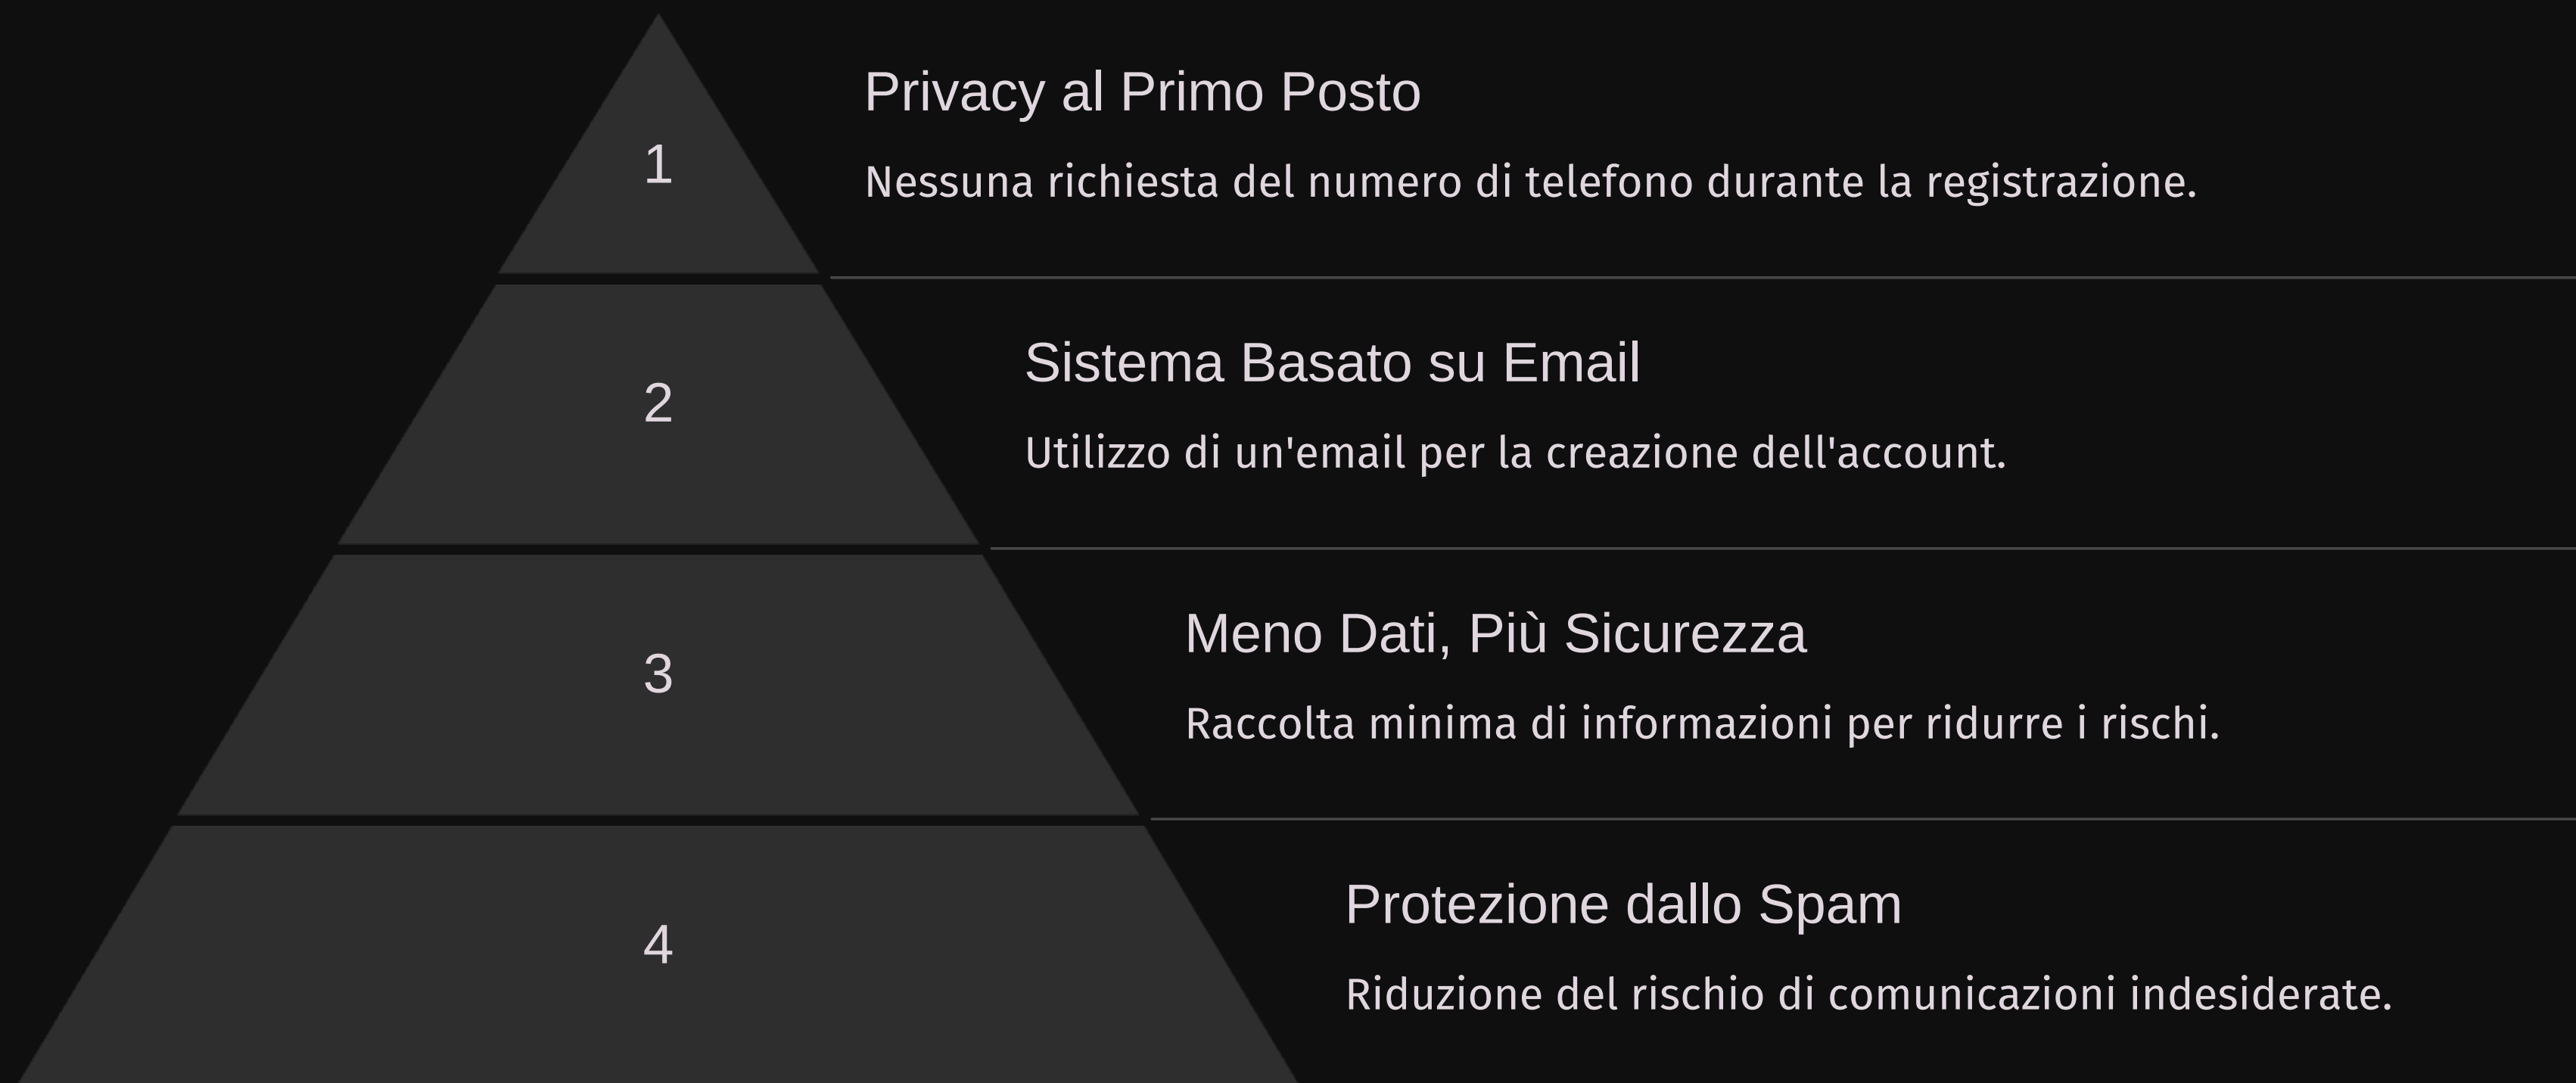 1
Privacy al Primo Posto
Nessuna richiesta del numero di telefono durante la registrazione.
2
Sistema Basato su Email
Utilizzo di un'email per la creazione dell'account.
3
Meno Dati, Più Sicurezza
Raccolta minima di informazioni per ridurre i rischi.
4
Protezione dallo Spam
Riduzione del rischio di comunicazioni indesiderate.